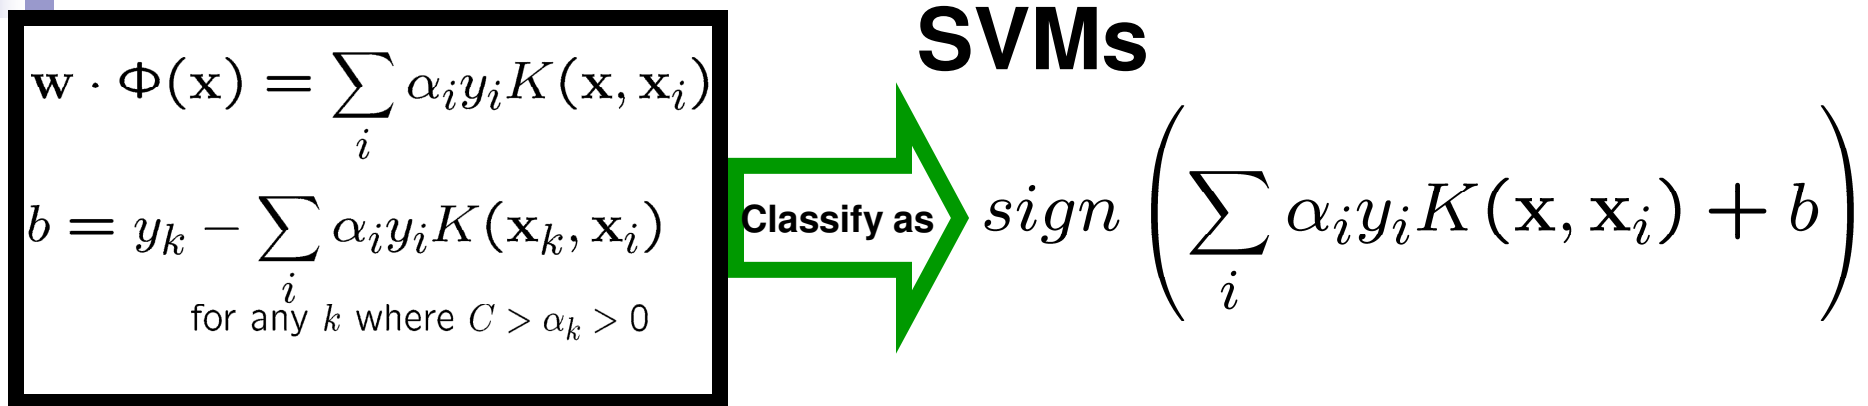 SVMs
w · Φ(x) = ∑_i α_i y_i K(x, x_i)
b = y_k − ∑_i α_i y_i K(x_k, x_i)
for any k where C > α_k > 0
Classify as
sign (∑_i α_i y_i K(x, x_i) + b)